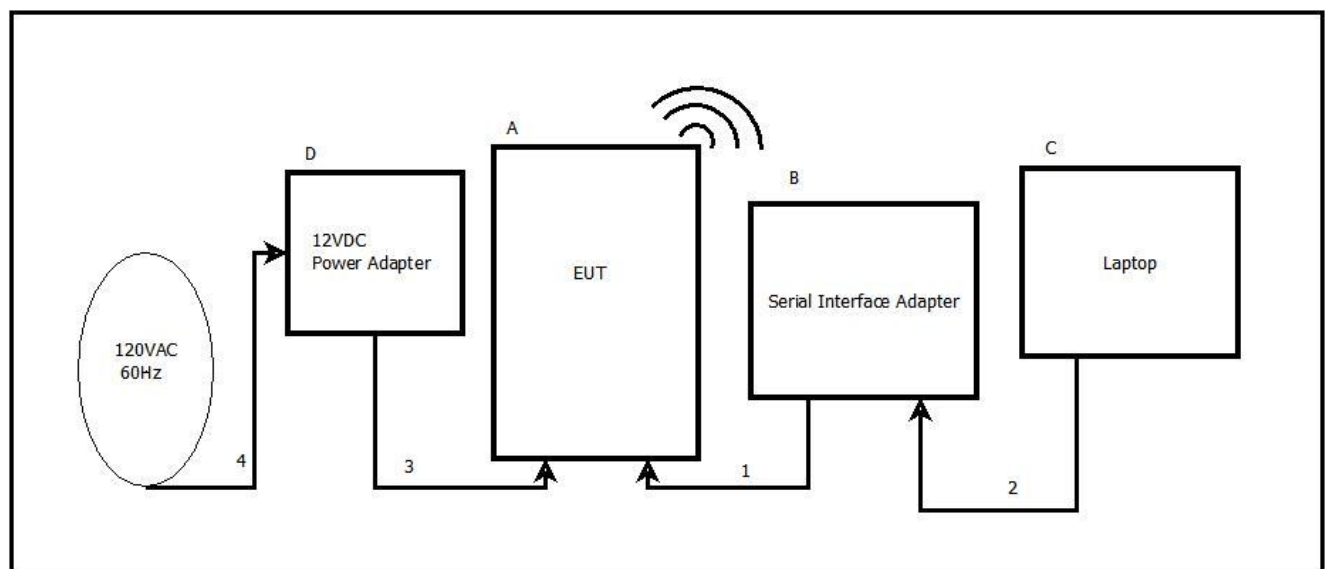 A
D
C
B
12VDC
Power Adapter
EUT
Laptop
Serial Interface Adapter
120VAC
60Hz
4
3
1
2